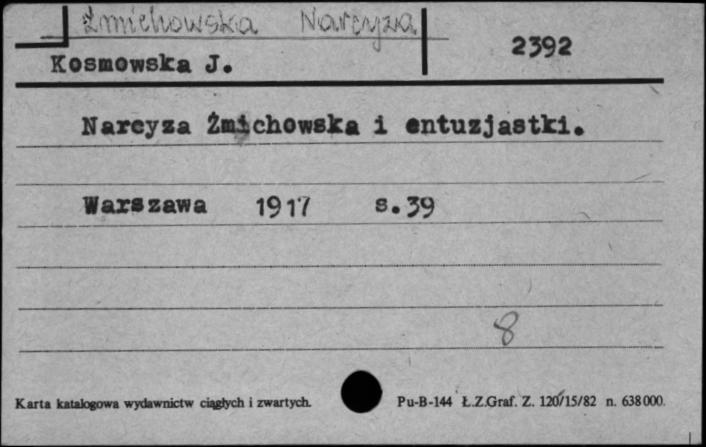 Żmichowska Narcyza
Kosmowska J. 2392
Narcyza Żmichowska i entuzjastki.
Warszawa 1917 s.39
8
Karta katalogowa wydawnictw ciągłych i zwartych. Pu-B-144 Ł.Z.Graf. Z. 120/15/82 n. 638000.